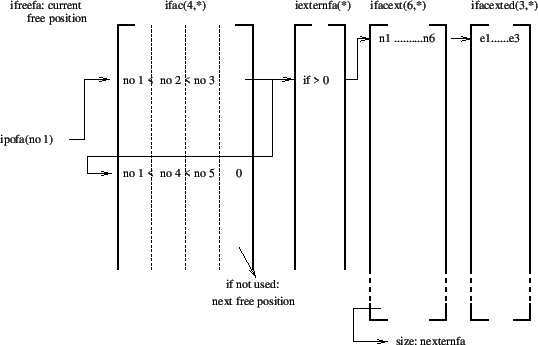 ifreefa: current free position
ifac(4,*)
iexternfa(*)
ifacext(6,*)
ifacexted(3,*)
n1 ..........n6
e1......e3
no 1 < no 2 < no 3
if > 0
ipofa(no 1)
no 1 < no 4 < no 5 0
if not used:
next free position
size: nexternfa